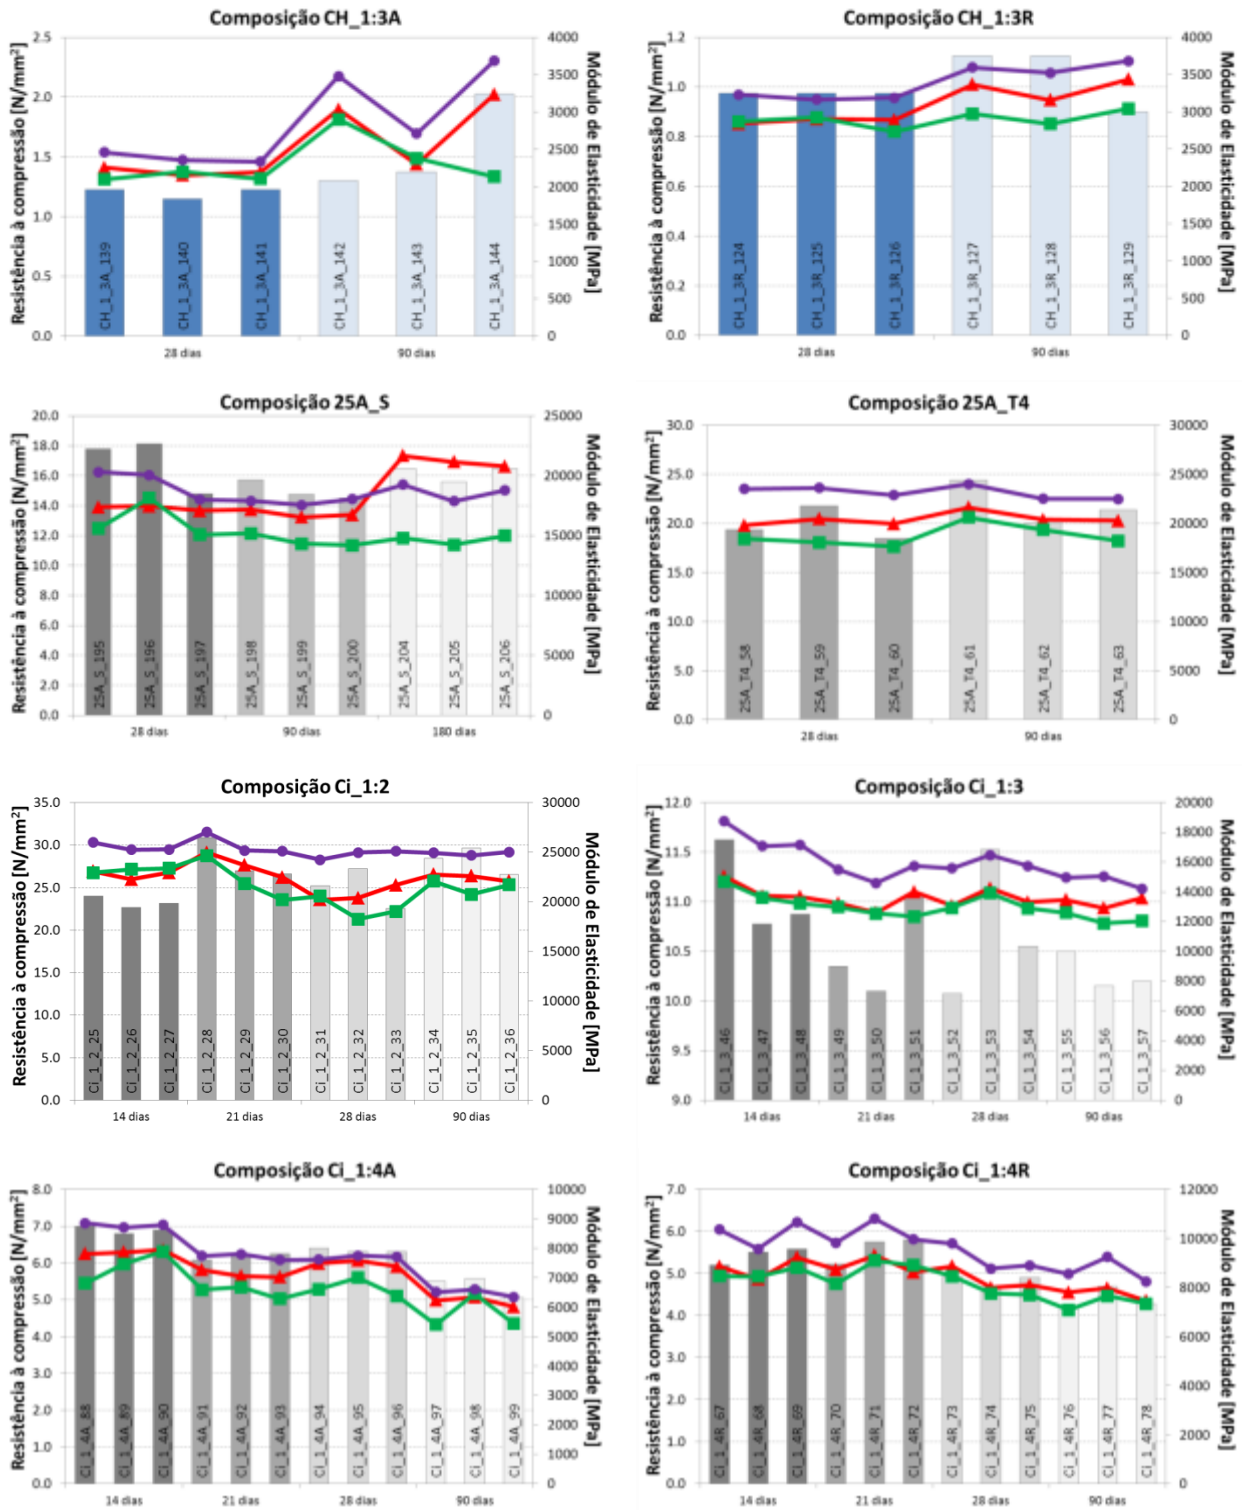 Composição CH_1:3A
Resistência à compressão [N/mm²]
2.5
2.0
1.5
1.0
0.5
0.0
CH_1_3A_139
CH_1_3A_140
CH_1_3A_141
CH_1_3A_142
CH_1_3A_143
CH_1_3A_144
4000
3500
3000
2500
2000
1500
1000
500
0
Módulo de Elasticidade [MPa]
28 dias
90 dias
Composição CH_1:3R
Resistência à compressão [N/mm²]
1.2
1.0
0.8
0.6
0.4
0.2
0.0
CH_1_3R_124
CH_1_3R_125
CH_1_3R_126
CH_1_3R_127
CH_1_3R_128
CH_1_3R_129
4000
3500
3000
2500
2000
1500
1000
500
0
Módulo de Elasticidade [MPa]
28 dias
90 dias
Composição 25A_S
Resistência à compressão [N/mm²]
20.0
18.0
16.0
14.0
12.0
10.0
8.0
6.0
4.0
2.0
0.0
25A_S_195
25A_S_196
25A_S_197
25A_S_198
25A_S_199
25A_S_200
25A_S_204
25A_S_205
25A_S_206
25000
20000
15000
10000
5000
0
Módulo de Elasticidade [MPa]
28 dias
90 dias
180 dias
Composição 25A_T4
Resistência à compressão [N/mm²]
30.0
25.0
20.0
15.0
10.0
5.0
0.0
25A_T4_58
25A_T4_59
25A_T4_60
25A_T4_61
25A_T4_62
25A_T4_63
30000
25000
20000
15000
10000
5000
0
Módulo de Elasticidade [MPa]
28 dias
90 dias
Composição Ci_1:2
Resistência à compressão [N/mm²]
35.0
30.0
25.0
20.0
15.0
10.0
5.0
0.0
Ci_1_2_25
Ci_1_2_26
Ci_1_2_27
Ci_1_2_28
Ci_1_2_29
Ci_1_2_30
Ci_1_2_31
Ci_1_2_32
Ci_1_2_33
Ci_1_2_34
Ci_1_2_35
Ci_1_2_36
30000
25000
20000
15000
10000
5000
0
Módulo de Elasticidade [MPa]
14 dias
21 dias
28 dias
90 dias
Composição Ci_1:3
Resistência à compressão [N/mm²]
12.0
11.5
11.0
10.5
10.0
9.5
9.0
Ci_1_3_46
Ci_1_3_47
Ci_1_3_48
Ci_1_3_49
Ci_1_3_50
Ci_1_3_51
Ci_1_3_52
Ci_1_3_53
Ci_1_3_54
Ci_1_3_55
Ci_1_3_56
Ci_1_3_57
20000
18000
16000
14000
12000
10000
8000
6000
4000
2000
0
Módulo de Elasticidade [MPa]
14 dias
21 dias
28 dias
90 dias
Composição Ci_1:4A
Resistência à compressão [N/mm²]
8.0
7.0
6.0
5.0
4.0
3.0
2.0
1.0
0.0
Ci_1_4A_88
Ci_1_4A_89
Ci_1_4A_90
Ci_1_4A_91
Ci_1_4A_92
Ci_1_4A_93
Ci_1_4A_94
Ci_1_4A_95
Ci_1_4A_96
Ci_1_4A_97
Ci_1_4A_98
Ci_1_4A_99
10000
9000
8000
7000
6000
5000
4000
3000
2000
1000
0
Módulo de Elasticidade [MPa]
14 dias
21 dias
28 dias
90 dias
Composição Ci_1:4R
Resistência à compressão [N/mm²]
7.0
6.0
5.0
4.0
3.0
2.0
1.0
0.0
Ci_1_4R_67
Ci_1_4R_68
Ci_1_4R_69
Ci_1_4R_70
Ci_1_4R_71
Ci_1_4R_72
Ci_1_4R_73
Ci_1_4R_74
Ci_1_4R_75
Ci_1_4R_76
Ci_1_4R_77
Ci_1_4R_78
12000
10000
8000
6000
4000
2000
0
Módulo de Elasticidade [MPa]
14 dias
21 dias
28 dias
90 dias